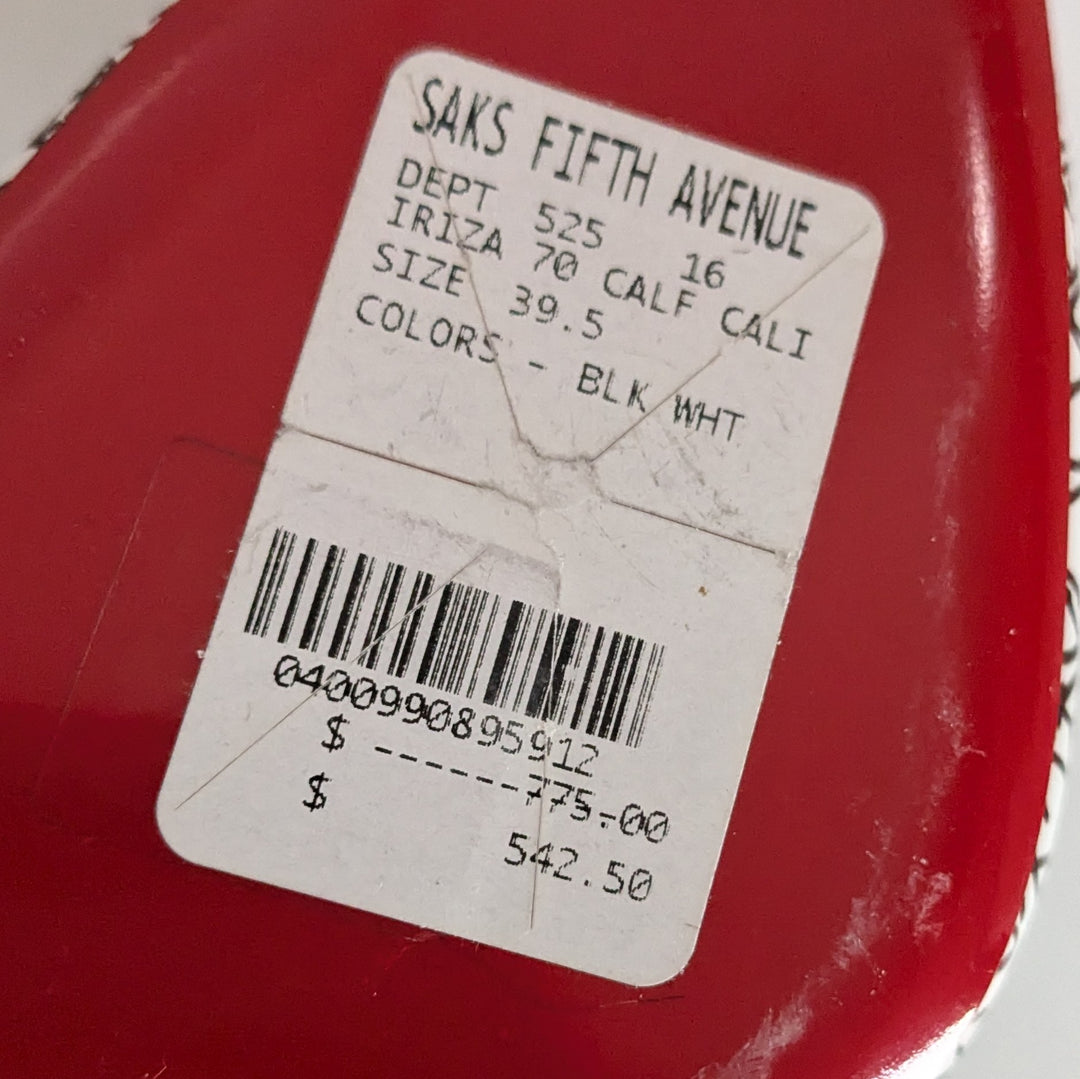 SAKS FIFTH AVENUE
DEPT 525 16
IRIZA 70 CALF CALI
SIZE 39.5
COLORS - BLK WHT
0400990895912
$ ------775.00
$ 542.50